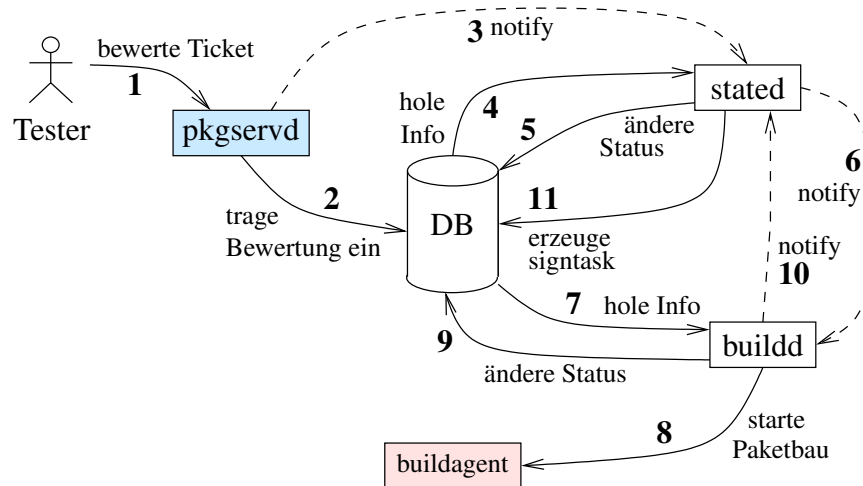 bewerte Ticket
1
Tester
pkgservd
3 notify
stated
hole
Info
4
5
ändere
Status
6
notify
2
trage
Bewertung ein
DB
11
erzeuge
signtask
notify
10
7
hole Info
9
ändere Status
buildd
8
starte
Paketbau
buildagent